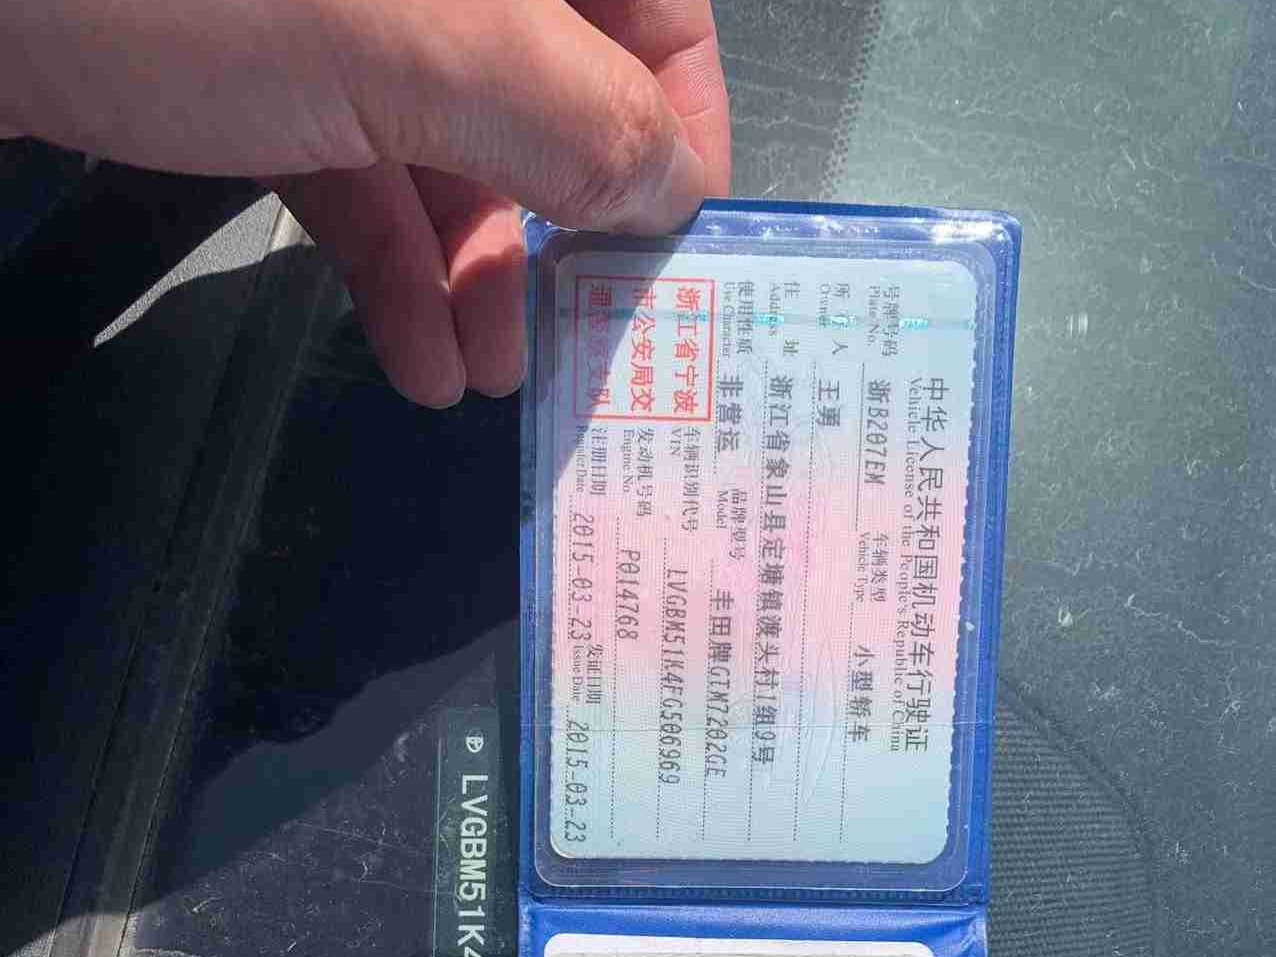 中华人民共和国机动车行驶证
Vehicle License of the People's Republic of China
号牌号码 浙B207EM 车辆类型 小型轿车
Plate No. Vehicle Type
所有人 王勇
Owner
住址 浙江省象山县定塘镇渡头村1组9号
Address
使用性质 非营运 品牌型号 丰田牌GTM7202GE
Use Character Model
浙江省宁波
市公安局交
通警察支队
车辆识别代号 LVGBM51K4FG506969
VIN
发动机号码 P014768
Engine No.
注册日期 2015-03-23 发证日期 2015-03-23
Register Date Issue Date
LVGBM51K4